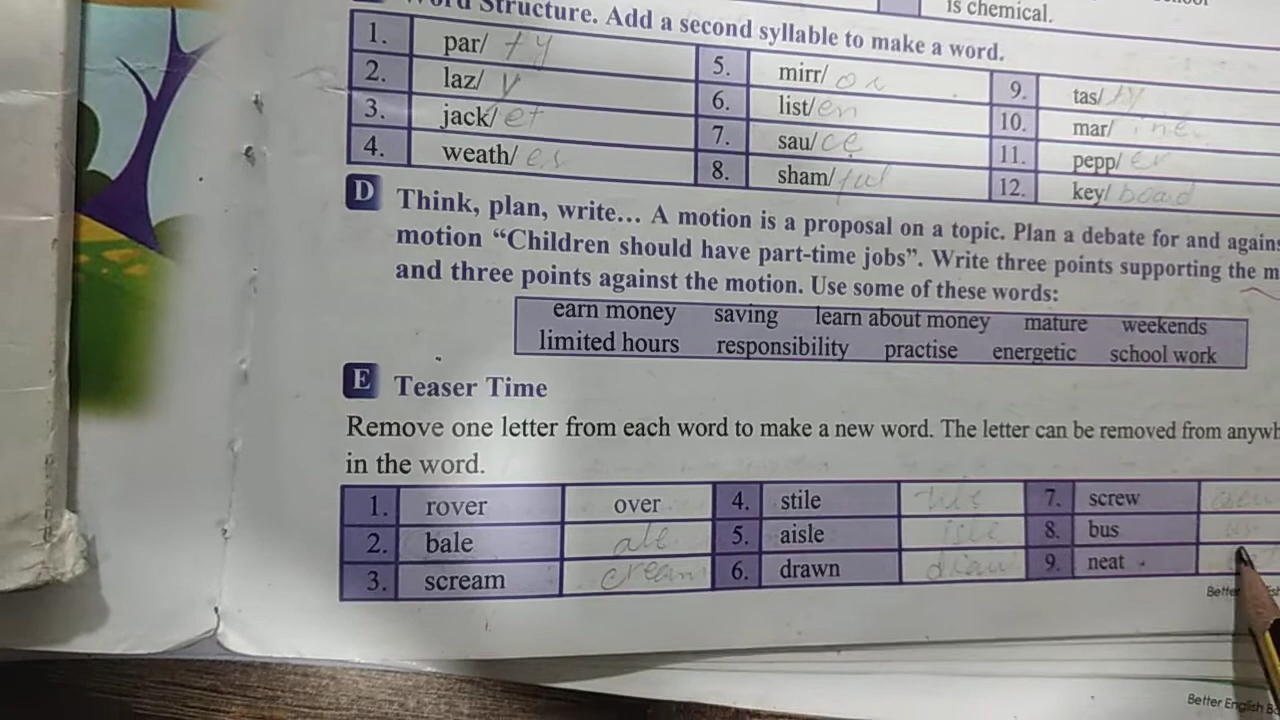 is chemical.
Word Structure. Add a second syllable to make a word.
1. par/ ty
2. laz/ y
3. jack/ et
4. weath/ er
5. mirr/ or
6. list/ en
7. sau/ ce
8. sham/ ful
9. tas/ ty
10. mar/ ine
11. pepp/ er
12. key/ boad
D Think, plan, write... A motion is a proposal on a topic. Plan a debate for and agains
motion “Children should have part-time jobs”. Write three points supporting the m
and three points against the motion. Use some of these words:
earn money saving learn about money mature weekends
limited hours responsibility practise energetic school work
E Teaser Time
Remove one letter from each word to make a new word. The letter can be removed from anywh
in the word.
1. rover over 4. stile 7. screw
2. bale ale 5. aisle isle 8. bus us
3. scream cream 6. drawn draw 9. neat
Better
Better English Bo